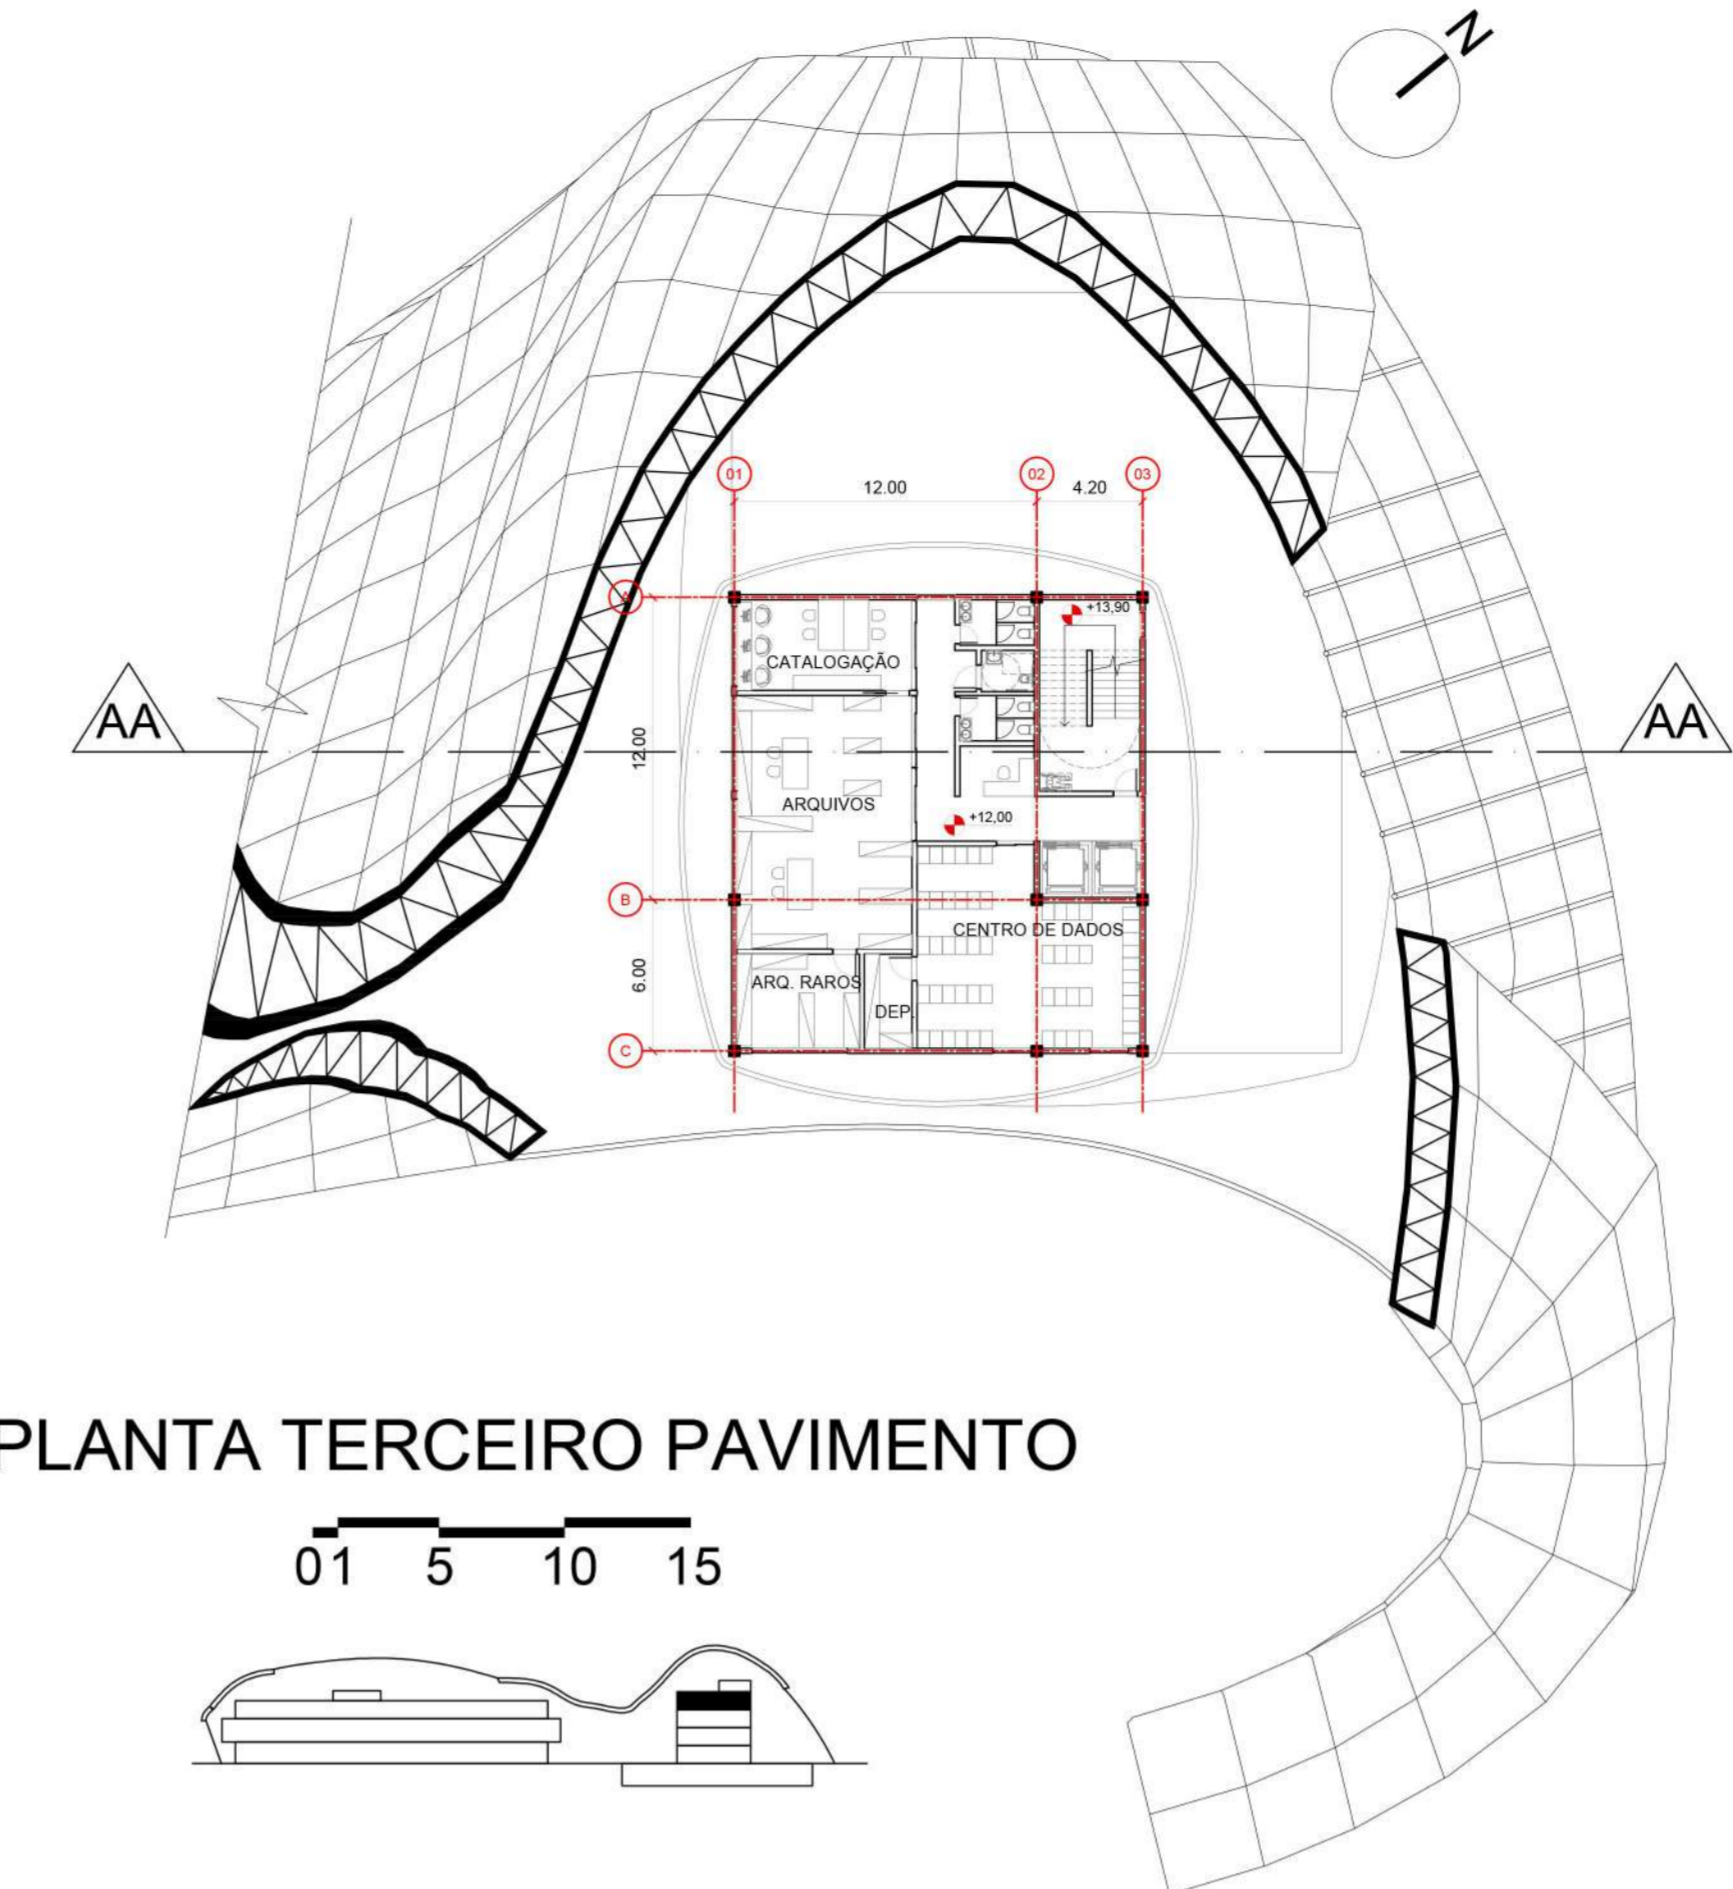 N
01
02
03
12.00
4.20
A
+13,90
CATALOGAÇÃO
AA
AA
12.00
ARQUIVOS
+12,00
B
CENTRO DE DADOS
6.00
ARQ. RAROS
DEP.
C
PLANTA TERCEIRO PAVIMENTO
01 5 10 15